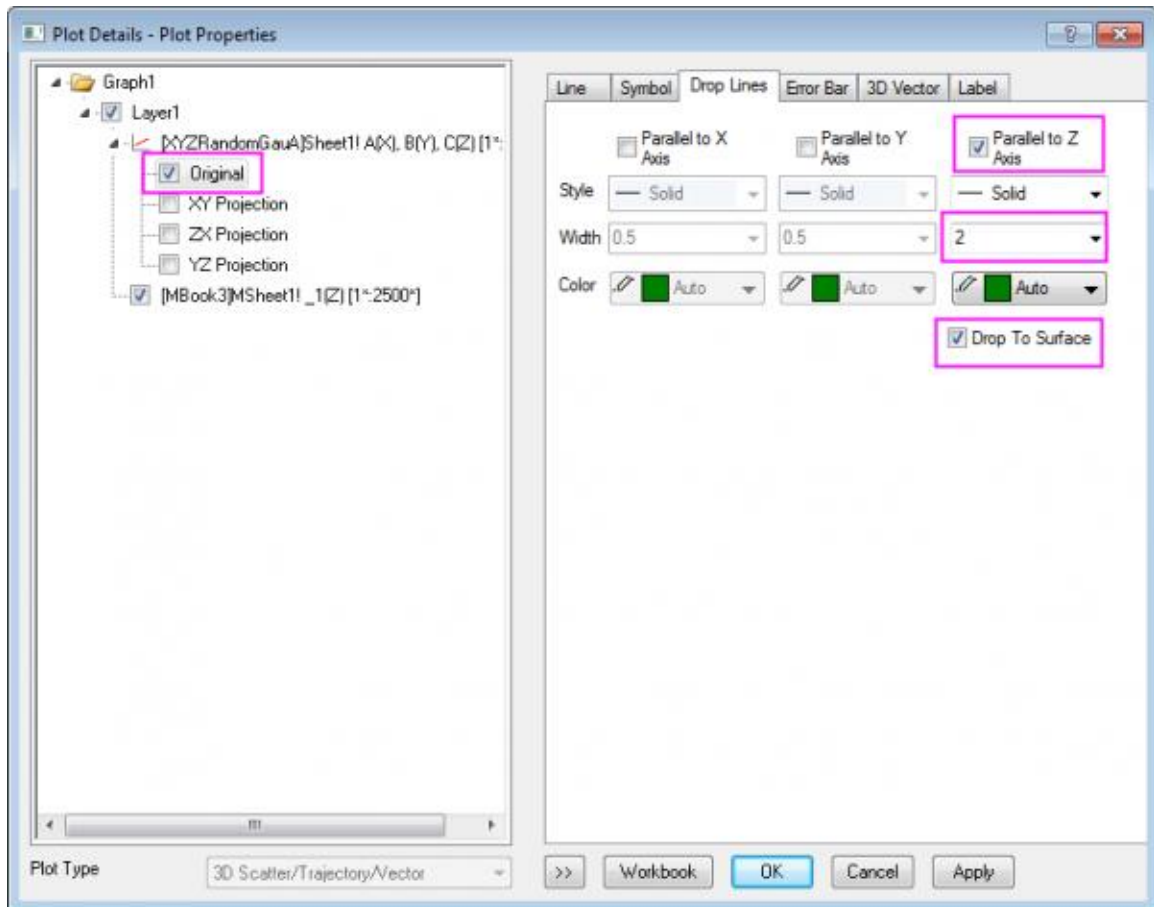 Plot Details - Plot Properties
Graph1
Layer1
[XYZRandomGauA]Sheet1! A(X), B(Y), C(Z) [1*:
Original
XY Projection
ZX Projection
YZ Projection
[MBook3]MSheet1! _1(Z) [1*:2500*]
Plot Type 3D Scatter/Trajectory/Vector
Line Symbol Drop Lines Error Bar 3D Vector Label
Parallel to X Axis Parallel to Y Axis Parallel to Z Axis
Style Solid Solid Solid
Width 0.5 0.5 2
Color Auto Auto Auto
Drop To Surface
>> Workbook OK Cancel Apply